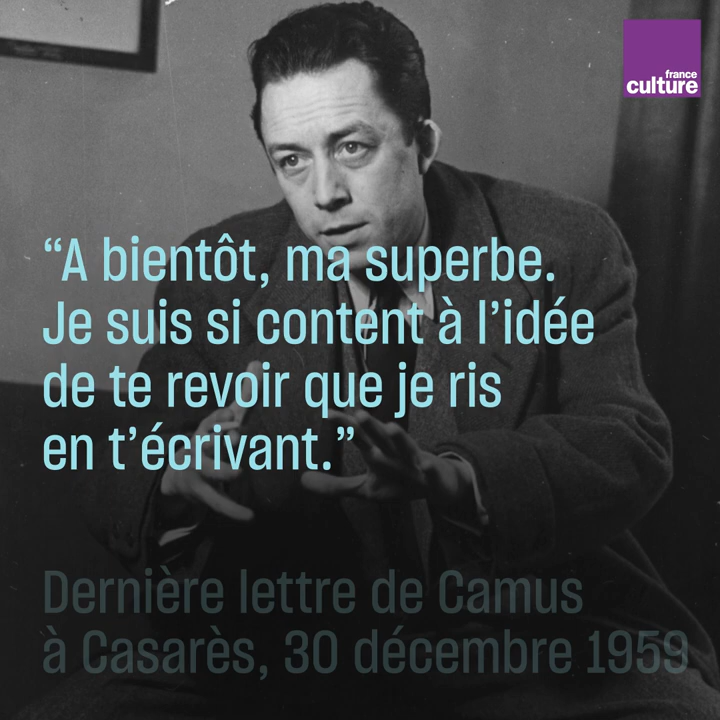 france
culture
“A bientôt, ma superbe.
Je suis si content à l’idée
de te revoir que je ris
en t’écrivant.”
Dernière lettre de Camus
à Casarès, 30 décembre 1959